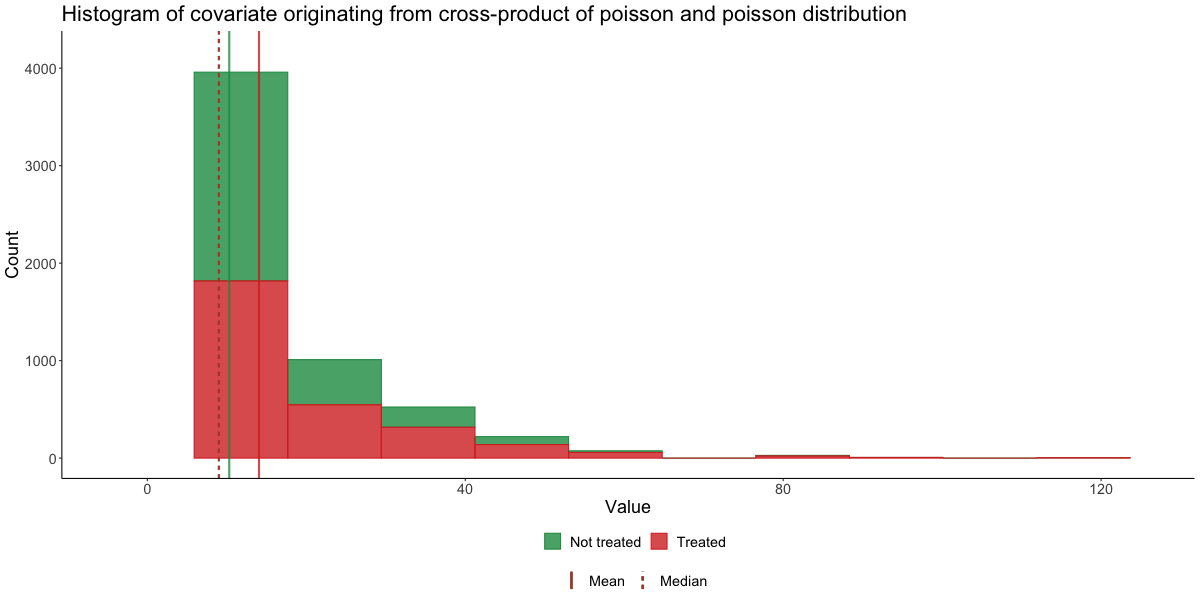 Histogram of covariate originating from cross-product of poisson and poisson distribution
4000
3000
2000
1000
0
Count
0 40 80 120
Value
Not treated Treated
Mean Median